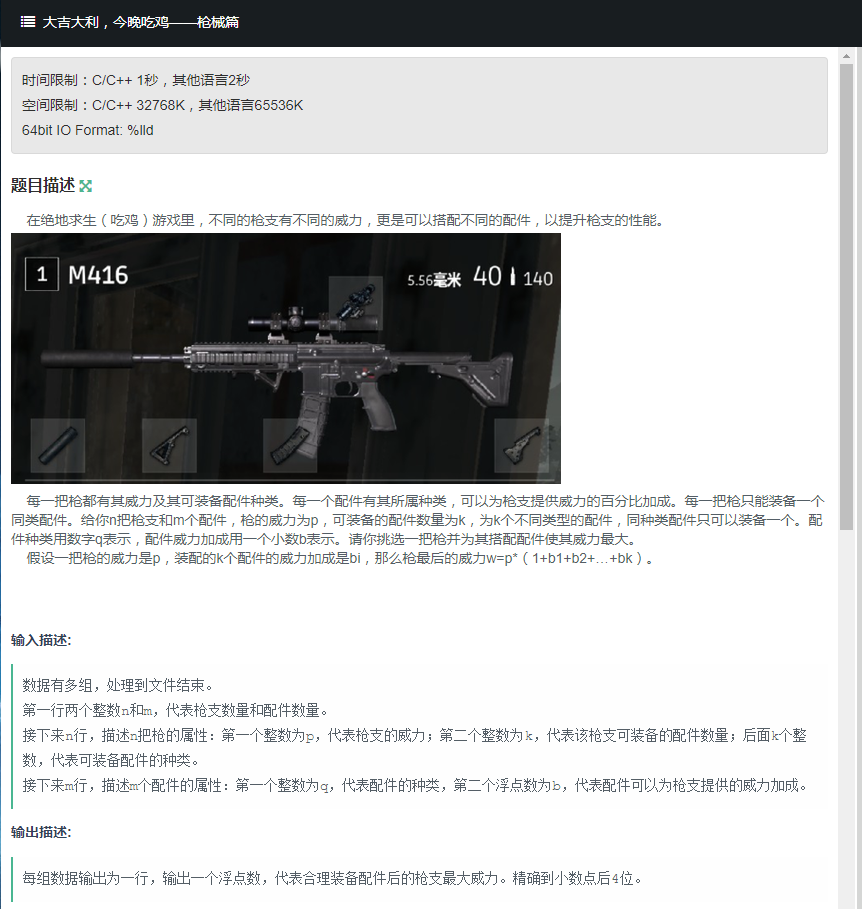 大吉大利，今晚吃鸡——枪械篇
时间限制：C/C++ 1秒，其他语言2秒
空间限制：C/C++ 32768K，其他语言65536K
64bit IO Format: %lld
题目描述
在绝地求生（吃鸡）游戏里，不同的枪支有不同的威力，更是可以搭配不同的配件，以提升枪支的性能。
1 M416 5.56毫米 40 140
每一把枪都有其威力及其可装备配件种类。每一个配件有其所属种类，可以为枪支提供威力的百分比加成。每一把枪只能装备一个
同类配件。给你n把枪支和m个配件，枪的威力为p，可装备的配件数量为k，为k个不同类型的配件，同种类配件只可以装备一个。配
件种类用数字q表示，配件威力加成用一个小数b表示。请你挑选一把枪并为其搭配配件使其威力最大。
假设一把枪的威力是p，装配的k个配件的威力加成是bi，那么枪最后的威力w=p*（1+b1+b2+…+bk）。
输入描述:
数据有多组，处理到文件结束。
第一行两个整数n和m，代表枪支数量和配件数量。
接下来n行，描述n把枪的属性：第一个整数为p，代表枪支的威力；第二个整数为k，代表该枪支可装备的配件数量；后面k个整
数，代表可装备配件的种类。
接下来m行，描述m个配件的属性：第一个整数为q，代表配件的种类，第二个浮点数为b，代表配件可以为枪支提供的威力加成。
输出描述:
每组数据输出为一行，输出一个浮点数，代表合理装备配件后的枪支最大威力。精确到小数点后4位。